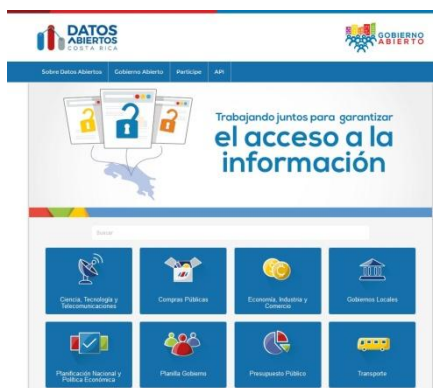 DATOS
ABIERTOS
COSTA RICA
GOBIERNO
ABIERTO
Sobre Datos Abiertos
Gobierno Abierto
Participe
API
Trabajando juntos para garantizar
el acceso a la
información
Buscar
Ciencia, Tecnología y
Telecomunicaciones
Compras Públicas
Economía, Industria y
Comercio
Gobiernos Locales
Planificación Nacional y
Política Económica
Planilla Gobierno
Presupuesto Público
Transporte